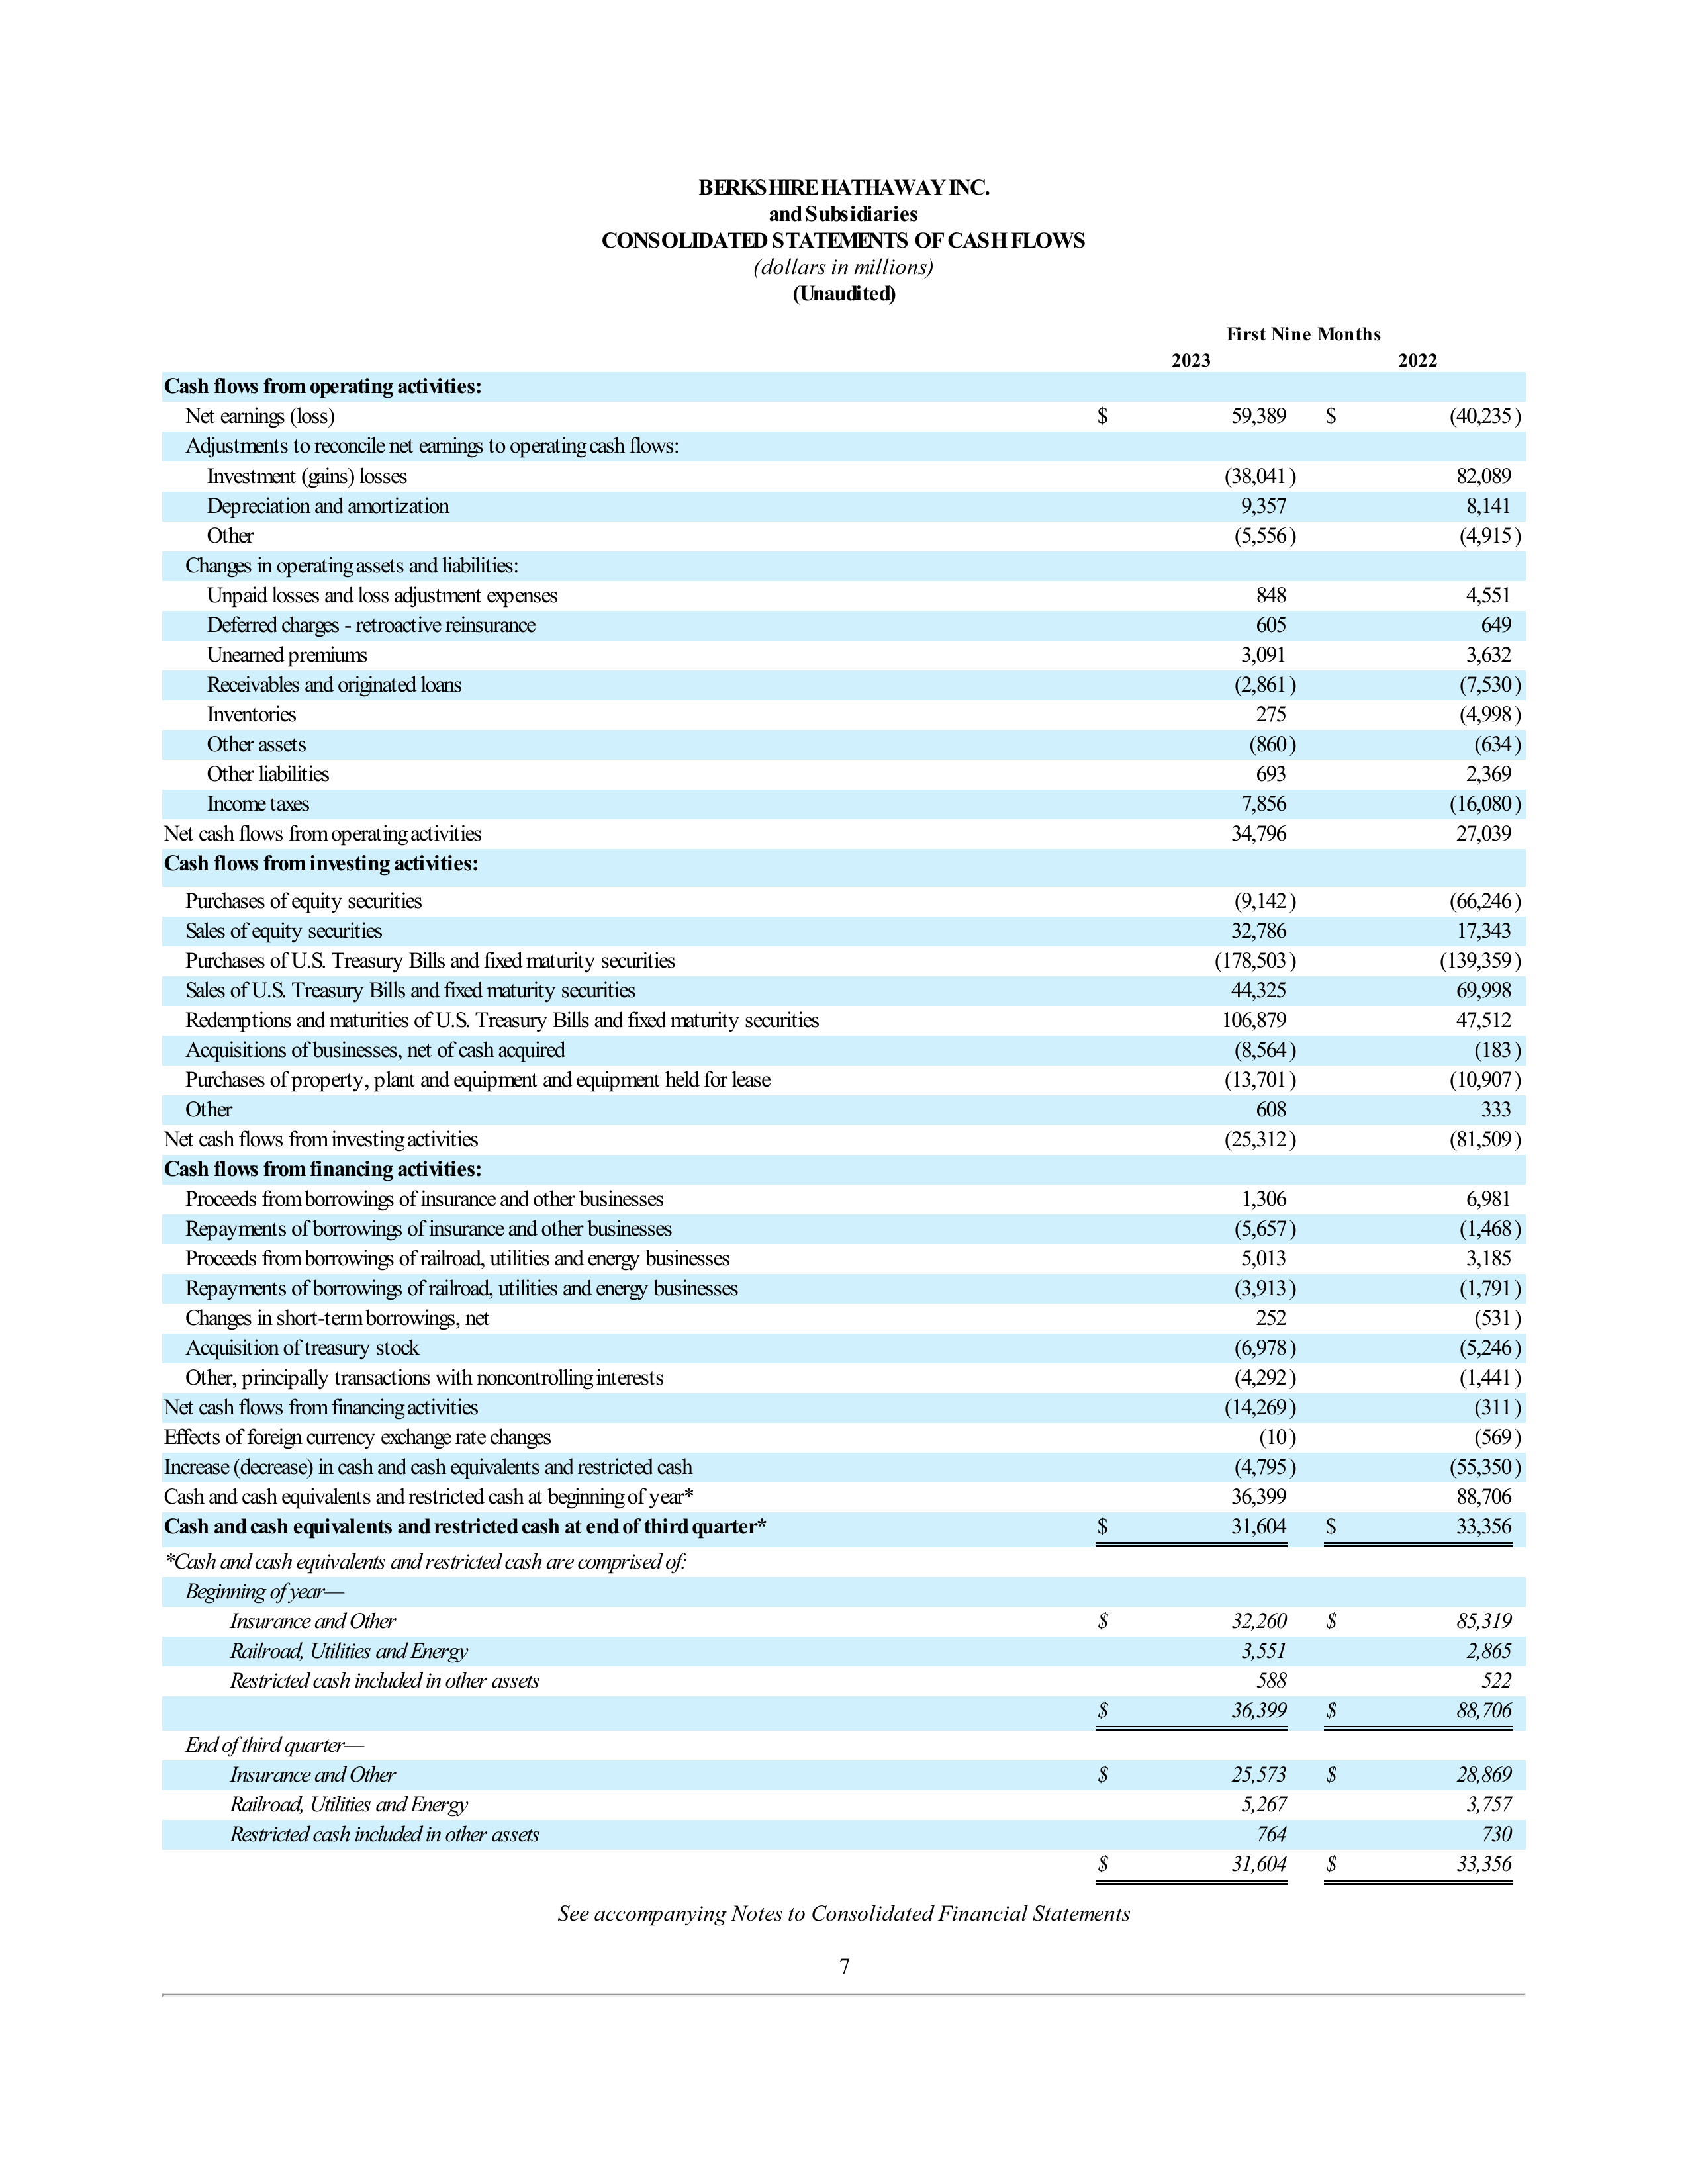 BERKSHIRE HATHAWAY INC.
and Subsidiaries
CONSOLIDATED STATEMENTS OF CASH FLOWS
(dollars in millions)
(Unaudited)
First Nine Months
2023 2022
Cash flows from operating activities:
Net earnings (loss) $ 59,389 $ (40,235)
Adjustments to reconcile net earnings to operating cash flows:
Investment (gains) losses (38,041) 82,089
Depreciation and amortization 9,357 8,141
Other (5,556) (4,915)
Changes in operating assets and liabilities:
Unpaid losses and loss adjustment expenses 848 4,551
Deferred charges - retroactive reinsurance 605 649
Unearned premiums 3,091 3,632
Receivables and originated loans (2,861) (7,530)
Inventories 275 (4,998)
Other assets (860) (634)
Other liabilities 693 2,369
Income taxes 7,856 (16,080)
Net cash flows from operating activities 34,796 27,039
Cash flows from investing activities:
Purchases of equity securities (9,142) (66,246)
Sales of equity securities 32,786 17,343
Purchases of U.S. Treasury Bills and fixed maturity securities (178,503) (139,359)
Sales of U.S. Treasury Bills and fixed maturity securities 44,325 69,998
Redemptions and maturities of U.S. Treasury Bills and fixed maturity securities 106,879 47,512
Acquisitions of businesses, net of cash acquired (8,564) (183)
Purchases of property, plant and equipment and equipment held for lease (13,701) (10,907)
Other 608 333
Net cash flows from investing activities (25,312) (81,509)
Cash flows from financing activities:
Proceeds from borrowings of insurance and other businesses 1,306 6,981
Repayments of borrowings of insurance and other businesses (5,657) (1,468)
Proceeds from borrowings of railroad, utilities and energy businesses 5,013 3,185
Repayments of borrowings of railroad, utilities and energy businesses (3,913) (1,791)
Changes in short-term borrowings, net 252 (531)
Acquisition of treasury stock (6,978) (5,246)
Other, principally transactions with noncontrolling interests (4,292) (1,441)
Net cash flows from financing activities (14,269) (311)
Effects of foreign currency exchange rate changes (10) (569)
Increase (decrease) in cash and cash equivalents and restricted cash (4,795) (55,350)
Cash and cash equivalents and restricted cash at beginning of year* 36,399 88,706
Cash and cash equivalents and restricted cash at end of third quarter* $ 31,604 $ 33,356
*Cash and cash equivalents and restricted cash are comprised of:
Beginning of year—
Insurance and Other $ 32,260 $ 85,319
Railroad, Utilities and Energy 3,551 2,865
Restricted cash included in other assets 588 522
$ 36,399 $ 88,706
End of third quarter—
Insurance and Other $ 25,573 $ 28,869
Railroad, Utilities and Energy 5,267 3,757
Restricted cash included in other assets 764 730
$ 31,604 $ 33,356
See accompanying Notes to Consolidated Financial Statements
7